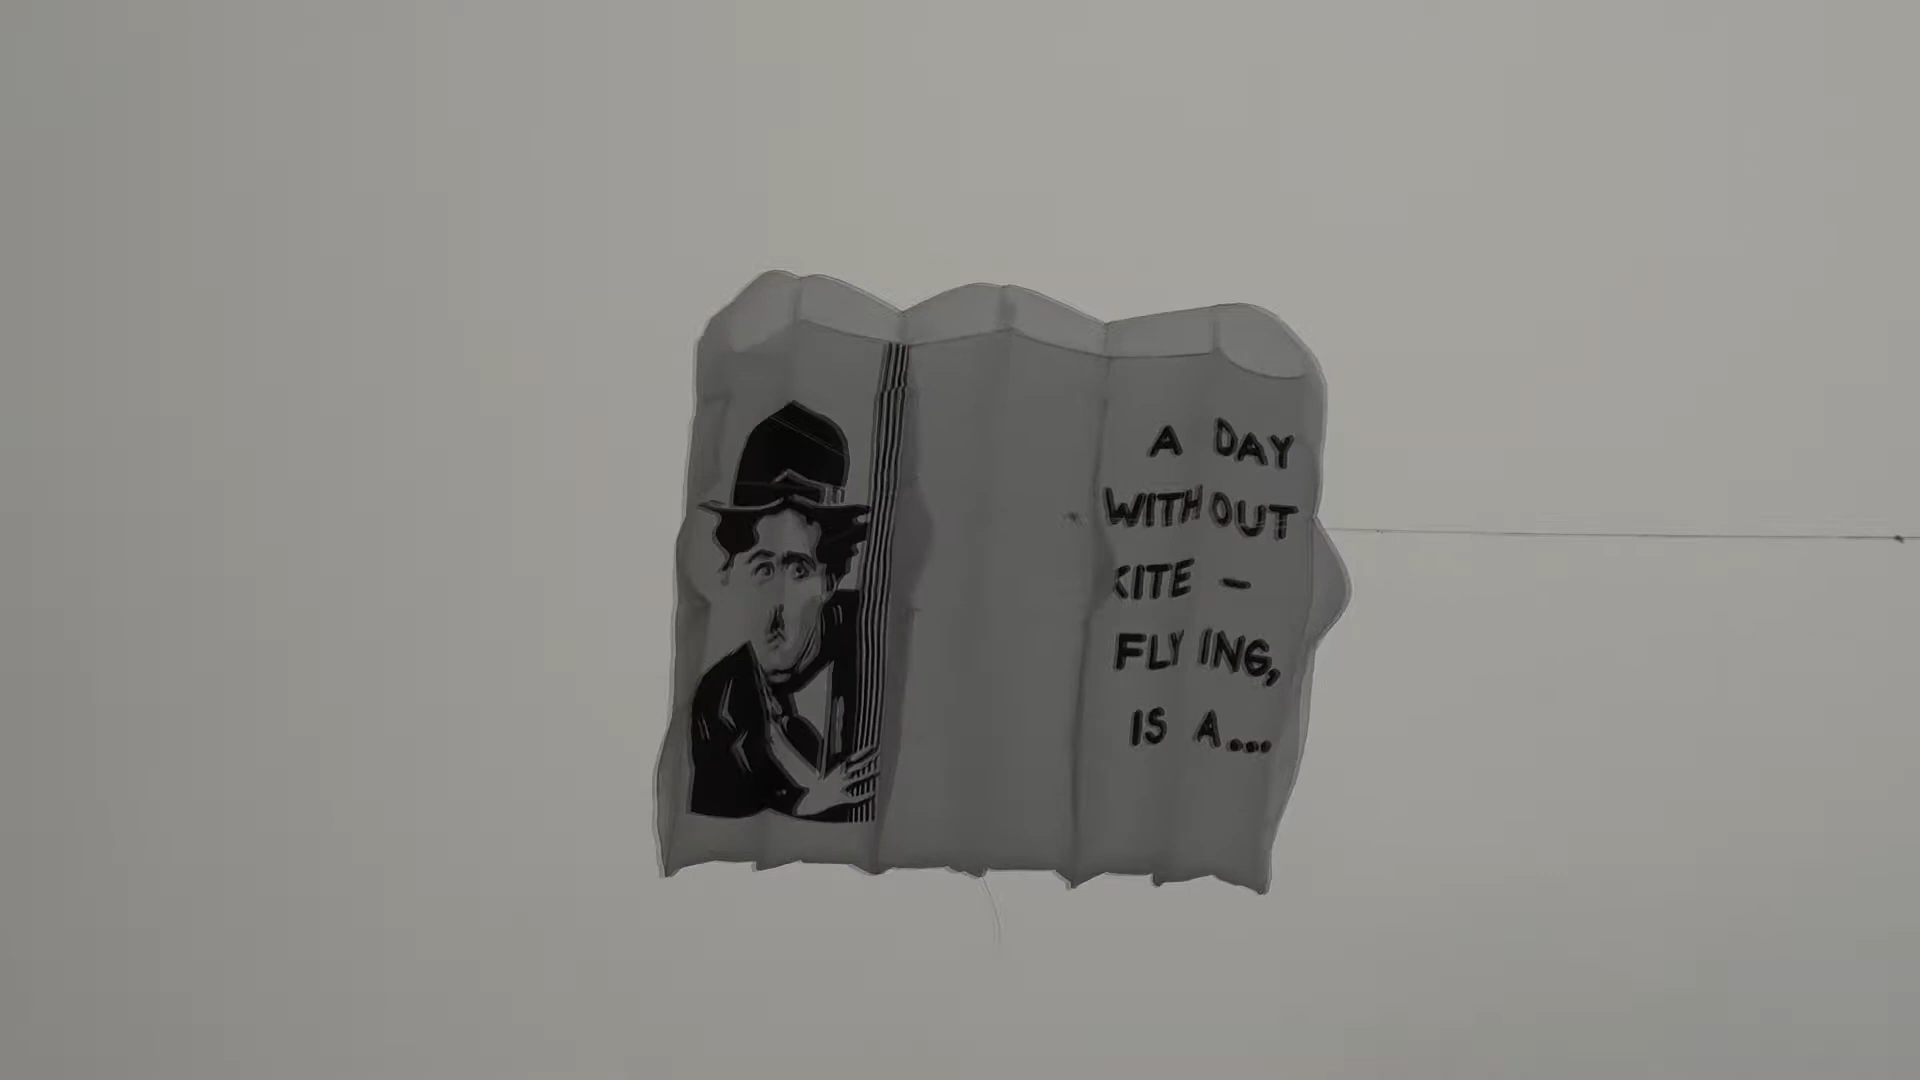 A DAY
WITHOUT
KITE -
FLYING,
IS A....